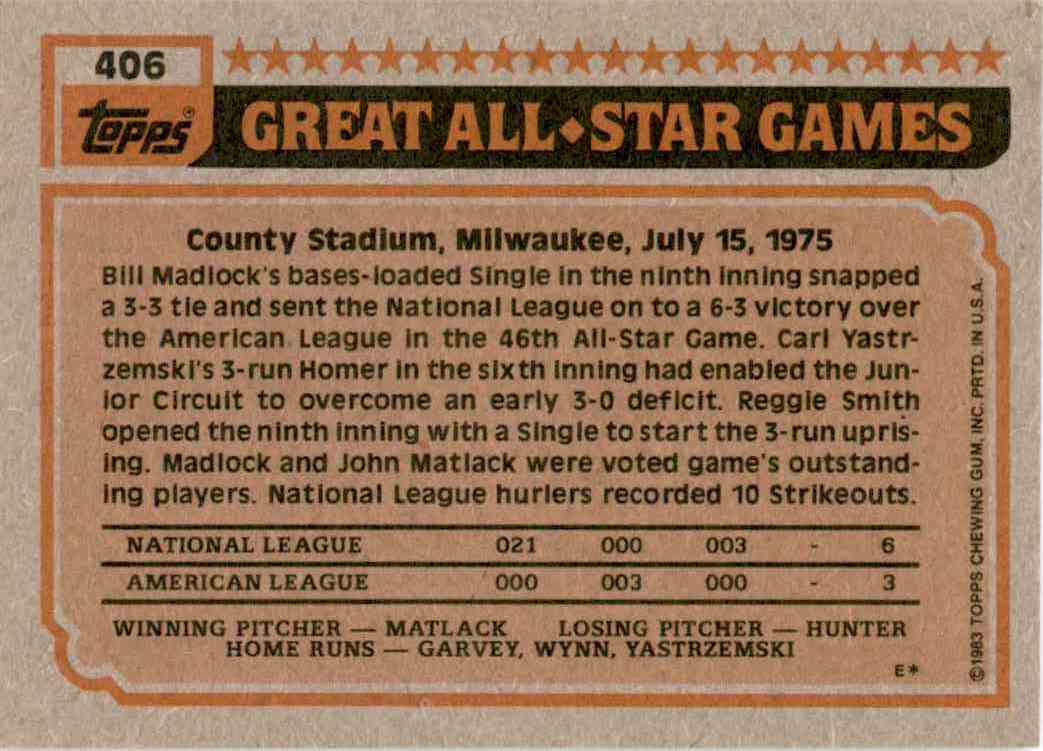 406
topps®
GREAT ALL◆STAR GAMES
County Stadium, Milwaukee, July 15, 1975
Bill Madlock's bases-loaded Single in the ninth inning snapped
a 3-3 tie and sent the National League on to a 6-3 victory over
the American League in the 46th All-Star Game. Carl Yastr-
zemski's 3-run Homer in the sixth inning had enabled the Jun-
ior Circuit to overcome an early 3-0 deficit. Reggie Smith
opened the ninth inning with a Single to start the 3-run upris-
ing. Madlock and John Matlack were voted game's outstand-
ing players. National League hurlers recorded 10 Strikeouts.
NATIONAL LEAGUE 021 000 003 - 6
AMERICAN LEAGUE 000 003 000 - 3
WINNING PITCHER — MATLACK LOSING PITCHER — HUNTER
HOME RUNS — GARVEY, WYNN, YASTRZEMSKI
E*
©1983 TOPPS CHEWING GUM, INC. PRTD. IN U.S.A.